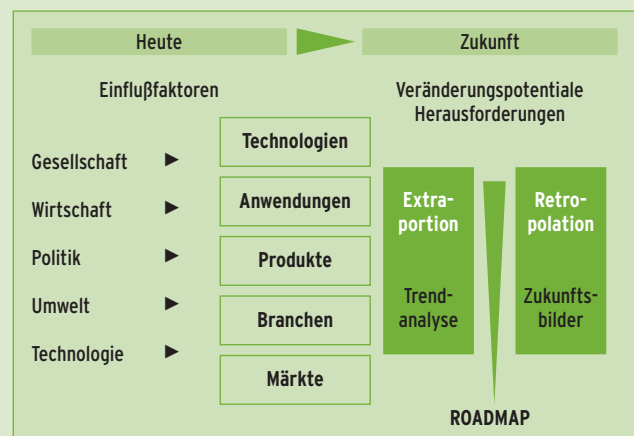 Heute
Zukunft
Einflußfaktoren
Veränderungspotentiale
Herausforderungen
Gesellschaft
Wirtschaft
Politik
Umwelt
Technologie
Technologien
Anwendungen
Produkte
Branchen
Märkte
Extra-
portion
Trend-
analyse
Retro-
polation
Zukunfts-
bilder
ROADMAP